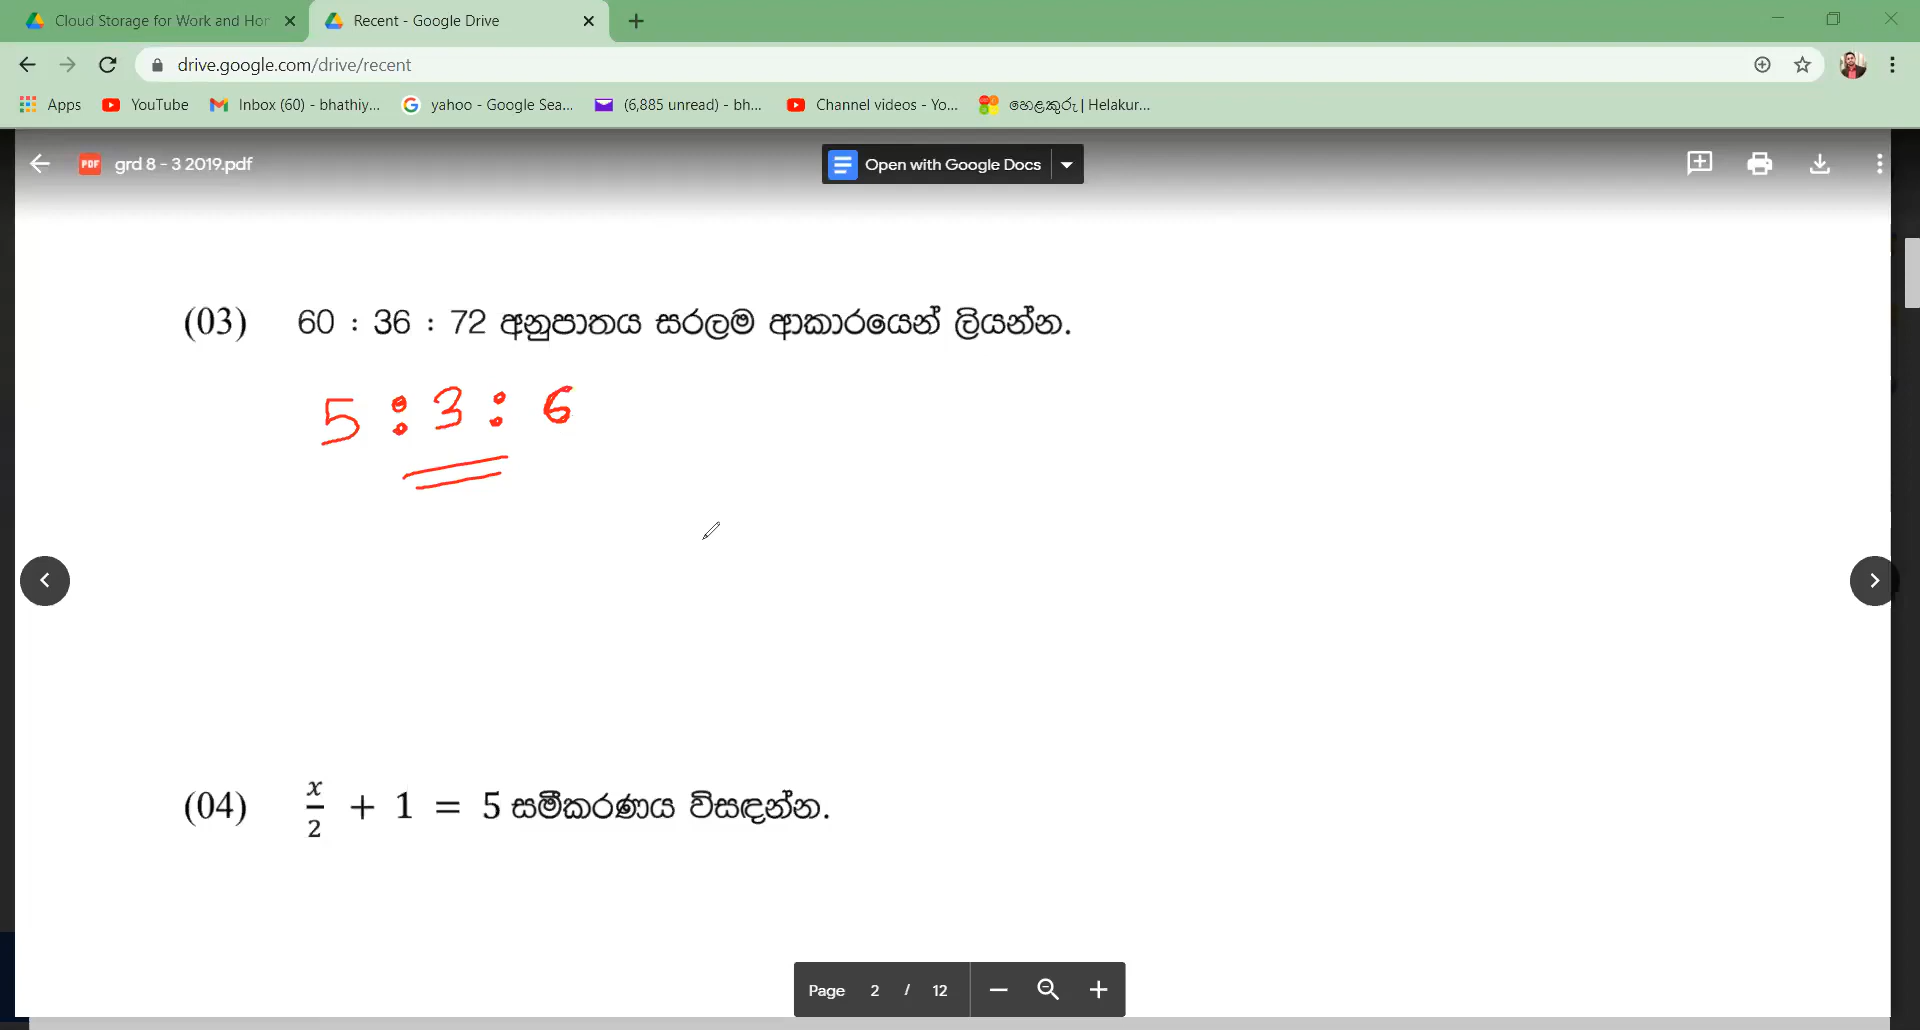 Cloud Storage for Work and Hor
Recent - Google Drive
drive.google.com/drive/recent
Apps YouTube Inbox (60) - bhathiy... yahoo - Google Sea... (6,885 unread) - bh... Channel videos - Yo... හෙළකුරු | Helakur...
PDF grd 8 - 3 2019.pdf Open with Google Docs
(03) 60 : 36 : 72 අනුපාතය සරලම ආකාරයෙන් ලියන්න.
5 : 3 : 6
(04) x/2 + 1 = 5 සමීකරණය විසඳන්න.
Page 2 / 12